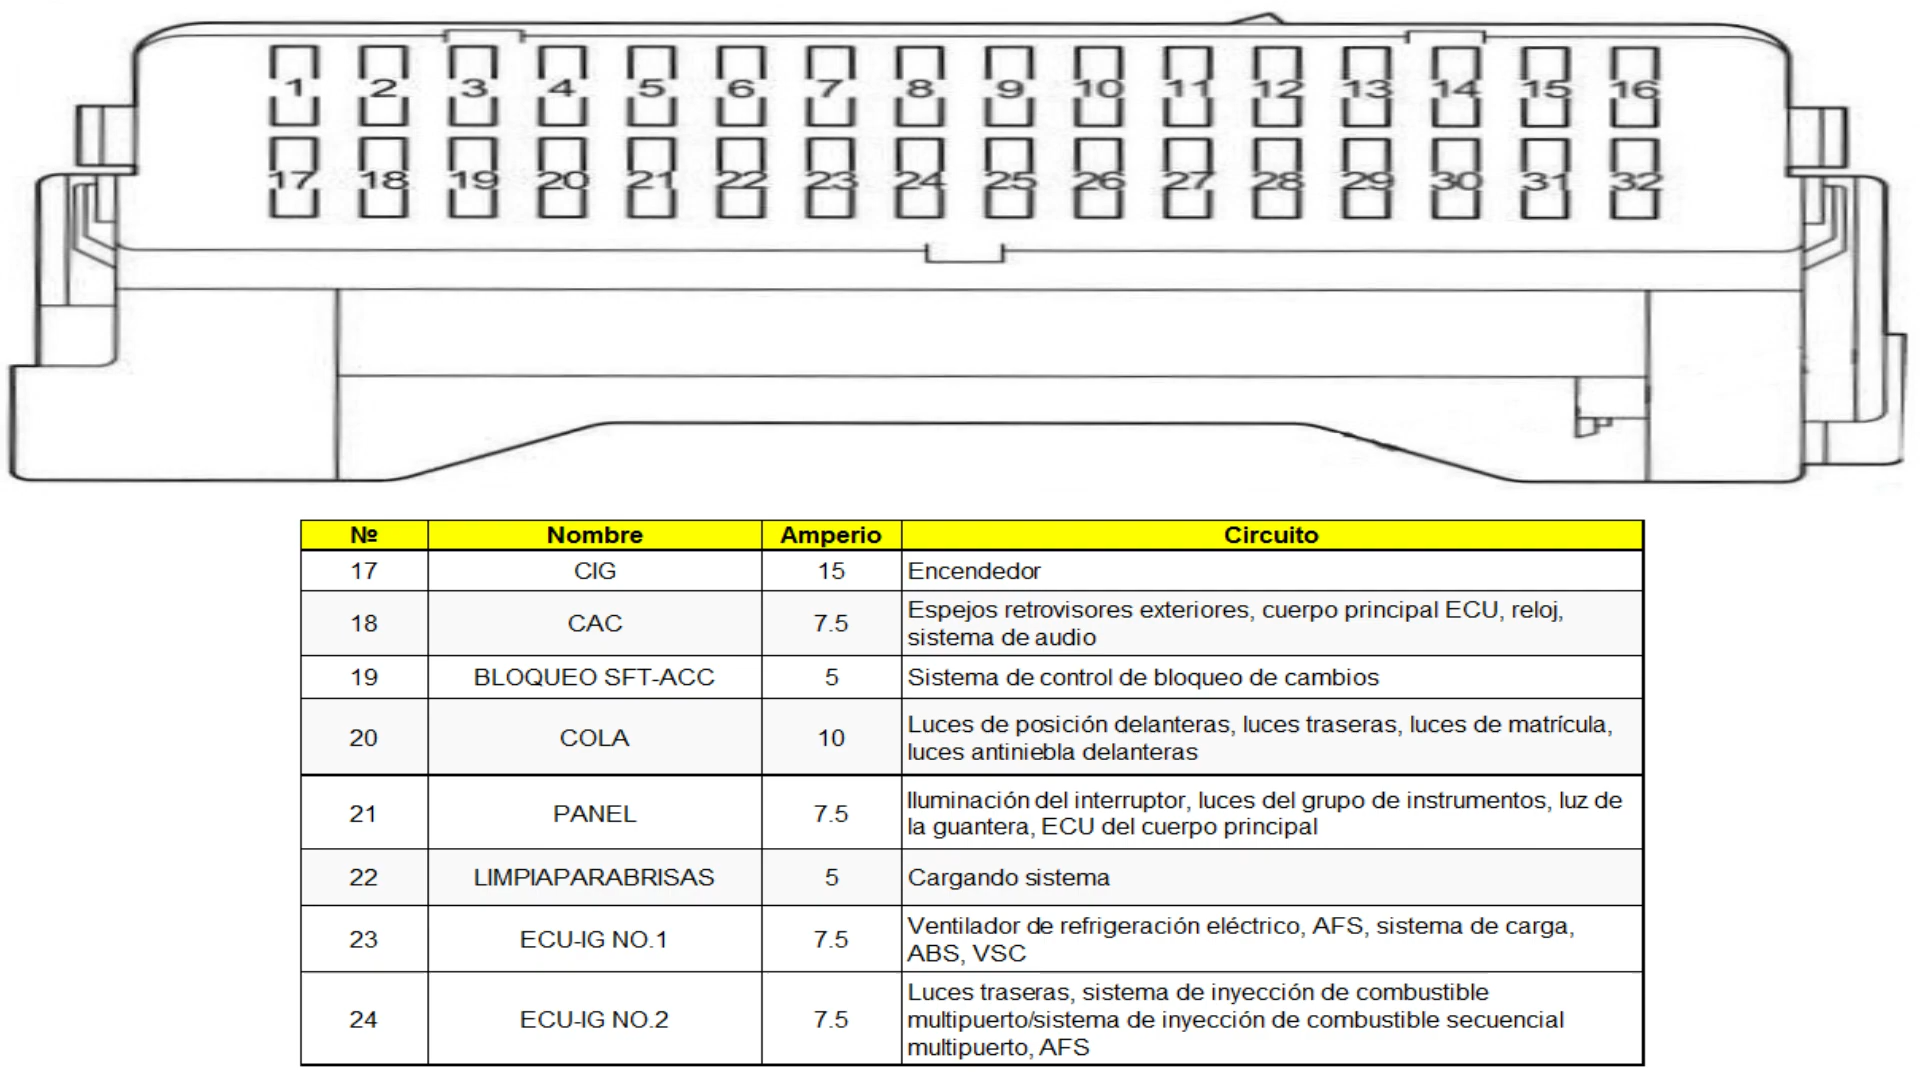 1 2 3 4 5 6 7 8 9 10 11 12 13 14 15 16
17 18 19 20 21 22 23 24 25 26 27 28 29 30 31 32
№ Nombre Amperio Circuito
17 CIG 15 Encendedor
18 CAC 7.5 Espejos retrovisores exteriores, cuerpo principal ECU, reloj,
sistema de audio
19 BLOQUEO SFT-ACC 5 Sistema de control de bloqueo de cambios
20 COLA 10 Luces de posición delanteras, luces traseras, luces de matrícula,
luces antiniebla delanteras
21 PANEL 7.5 Iluminación del interruptor, luces del grupo de instrumentos, luz de
la guantera, ECU del cuerpo principal
22 LIMPIAPARABRISAS 5 Cargando sistema
23 ECU-IG NO.1 7.5 Ventilador de refrigeración eléctrico, AFS, sistema de carga,
ABS, VSC
24 ECU-IG NO.2 7.5 Luces traseras, sistema de inyección de combustible
multipuerto/sistema de inyección de combustible secuencial
multipuerto, AFS